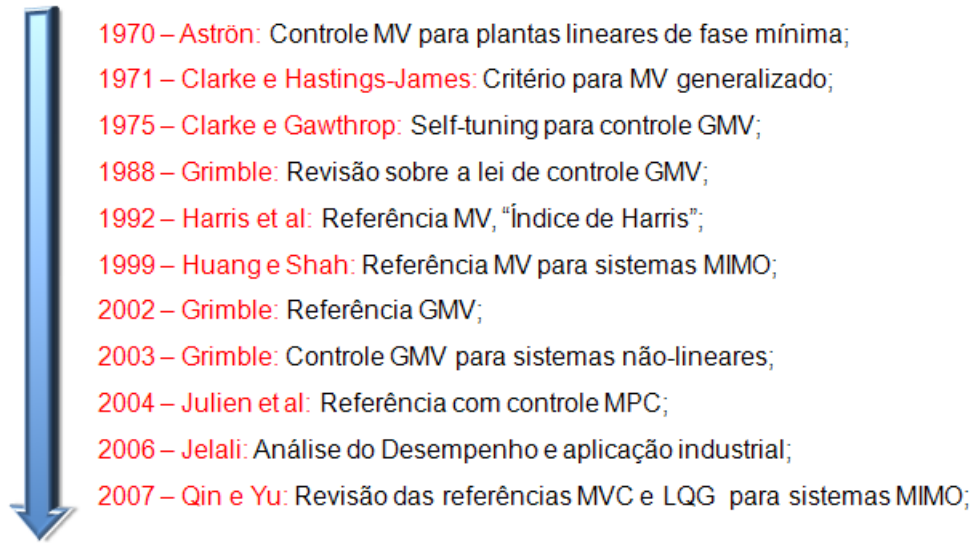 1970 – Aströn: Controle MV para plantas lineares de fase mínima;
1971 – Clarke e Hastings-James: Critério para MV generalizado;
1975 – Clarke e Gawthrop: Self-tuning para controle GMV;
1988 – Grimble: Revisão sobre a lei de controle GMV;
1992 – Harris et al: Referência MV, “Índice de Harris”;
1999 – Huang e Shah: Referência MV para sistemas MIMO;
2002 – Grimble: Referência GMV;
2003 – Grimble: Controle GMV para sistemas não-lineares;
2004 – Julien et al: Referência com controle MPC;
2006 – Jelali: Análise do Desempenho e aplicação industrial;
2007 – Qin e Yu: Revisão das referências MVC e LQG para sistemas MIMO;